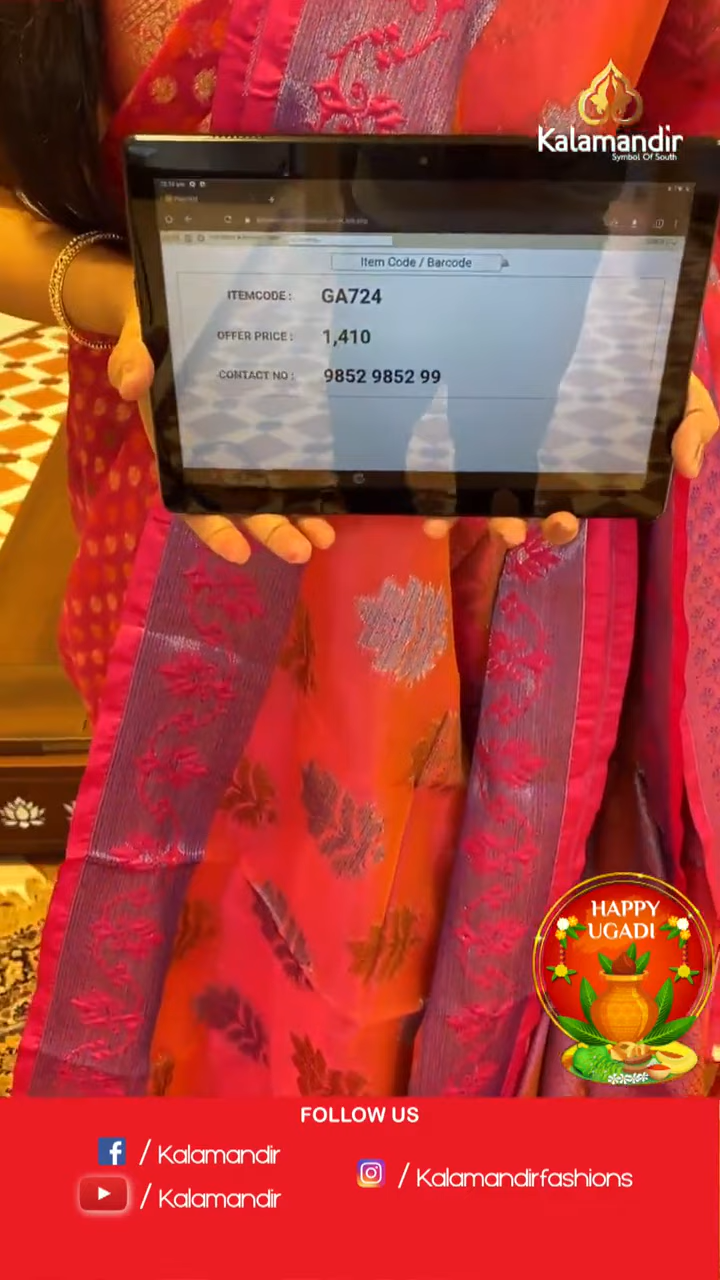 Kalamandir
Symbol Of South
Item Code / Barcode
ITEMCODE : GA724
OFFER PRICE : 1,410
CONTACT NO : 9852 9852 99
HAPPY
UGADI
FOLLOW US
/ Kalamandir
/ Kalamandir
/ Kalamandirfashions